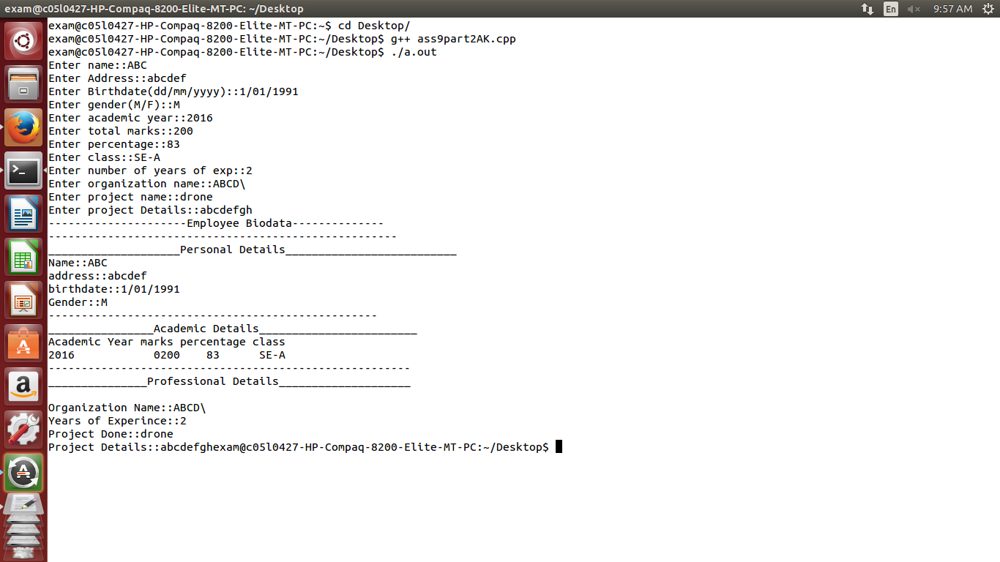 exam@c05l0427-HP-Compaq-8200-Elite-MT-PC: ~/Desktop
En
9:57 AM
exam@c05l0427-HP-Compaq-8200-Elite-MT-PC:~$ cd Desktop/
exam@c05l0427-HP-Compaq-8200-Elite-MT-PC:~/Desktop$ g++ ass9part2AK.cpp
exam@c05l0427-HP-Compaq-8200-Elite-MT-PC:~/Desktop$ ./a.out
Enter name::ABC
Enter Address::abcdef
Enter Birthdate(dd/mm/yyyy)::1/01/1991
Enter gender(M/F)::M
Enter academic year::2016
Enter total marks::200
Enter percentage::83
Enter class::SE-A
Enter number of years of exp::2
Enter organization name::ABCD\
Enter project name::drone
Enter project Details::abcdefgh
---------------------Employee Biodata--------------
-----------------------------------------------------
____________________Personal Details__________________________
Name::ABC
address::abcdef
birthdate::1/01/1991
Gender::M
--------------------------------------------------
________________Academic Details________________________
Academic Year marks percentage class
2016            0200    83      SE-A
-------------------------------------------------------
_______________Professional Details____________________
Organization Name::ABCD\
Years of Experince::2
Project Done::drone
Project Details::abcdefghexam@c05l0427-HP-Compaq-8200-Elite-MT-PC:~/Desktop$